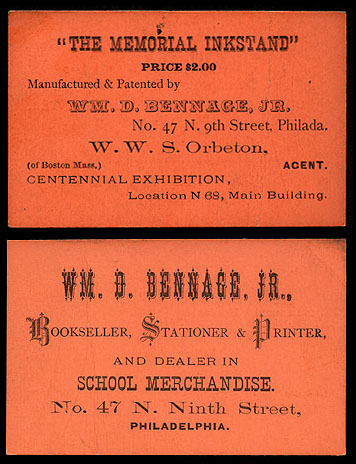 "THE MEMORIAL INKSTAND"
PRICE $2.00
Manufactured & Patented by
WM. D. BENNAGE, JR.
No. 47 N. 9th Street, Philada.
W. W. S. Orbeton,
(of Boston Mass,) AGENT.
CENTENNIAL EXHIBITION,
Location N 68, Main Building.
WM. D. BENNAGE, JR.,
BOOKSELLER, STATIONER & PRINTER,
AND DEALER IN
SCHOOL MERCHANDISE.
No. 47 N. Ninth Street,
PHILADELPHIA.